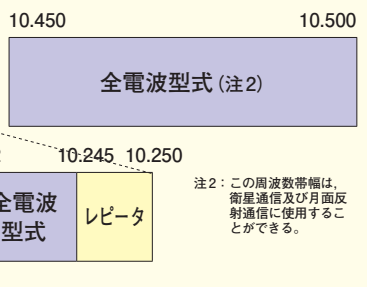 10.450 10.500
全電波型式(注2)
10.245 10.250
全電波
型式
レピータ
注2：この周波数帯幅は,
衛星通信及び月面反
射通信に使用するこ
とができる。